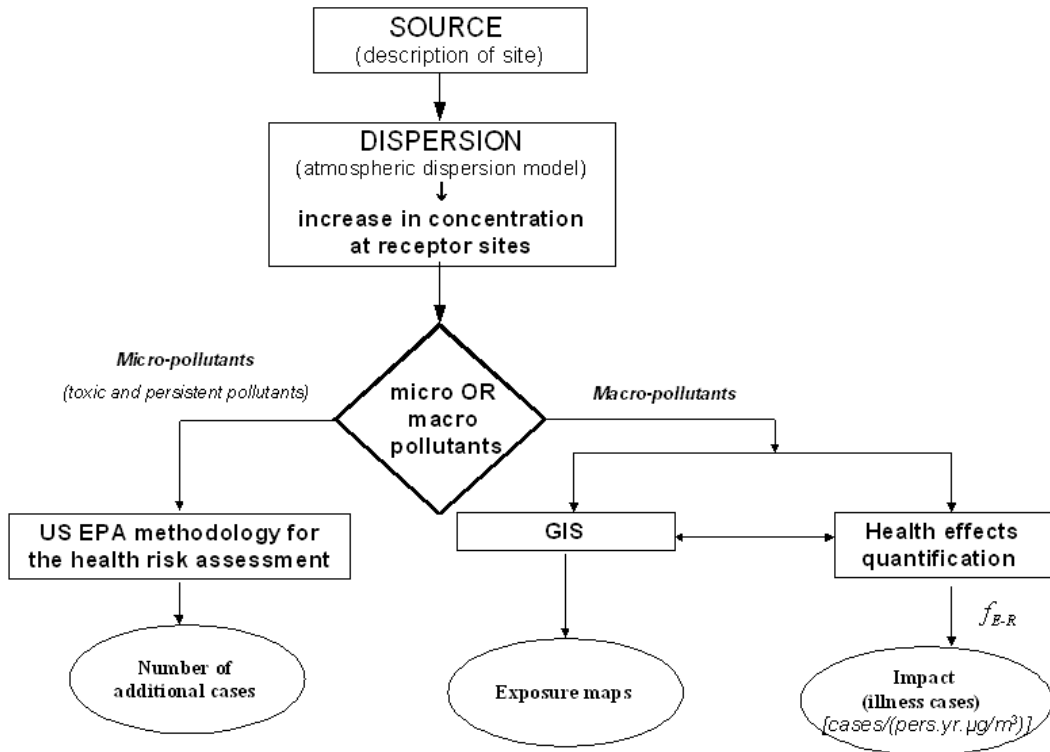 SOURCE
(description of site)
DISPERSION
(atmospheric dispersion model)
increase in concentration
at receptor sites
Micro-pollutants
(toxic and persistent pollutants)
micro OR
macro
pollutants
Macro-pollutants
US EPA methodology for
the health risk assessment
GIS
Health effects
quantification
f_E-R
Number of
additional cases
Exposure maps
Impact
(illness cases)
[cases/(pers.yr.µg/m³)]